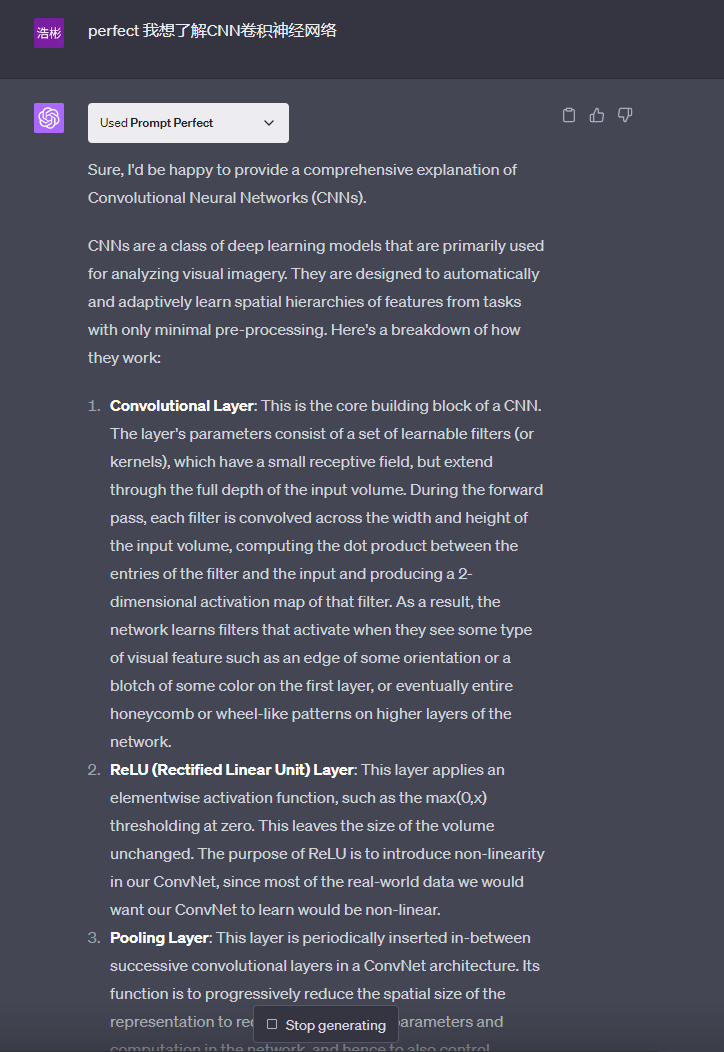 浩彬
perfect 我想了解CNN卷积神经网络
Used Prompt Perfect
Sure, I'd be happy to provide a comprehensive explanation of
Convolutional Neural Networks (CNNs).
CNNs are a class of deep learning models that are primarily used
for analyzing visual imagery. They are designed to automatically
and adaptively learn spatial hierarchies of features from tasks
with only minimal pre-processing. Here's a breakdown of how
they work:
1. Convolutional Layer: This is the core building block of a CNN.
The layer's parameters consist of a set of learnable filters (or
kernels), which have a small receptive field, but extend
through the full depth of the input volume. During the forward
pass, each filter is convolved across the width and height of
the input volume, computing the dot product between the
entries of the filter and the input and producing a 2-
dimensional activation map of that filter. As a result, the
network learns filters that activate when they see some type
of visual feature such as an edge of some orientation or a
blotch of some color on the first layer, or eventually entire
honeycomb or wheel-like patterns on higher layers of the
network.
2. ReLU (Rectified Linear Unit) Layer: This layer applies an
elementwise activation function, such as the max(0,x)
thresholding at zero. This leaves the size of the volume
unchanged. The purpose of ReLU is to introduce non-linearity
in our ConvNet, since most of the real-world data we would
want our ConvNet to learn would be non-linear.
3. Pooling Layer: This layer is periodically inserted in-between
successive convolutional layers in a ConvNet architecture. Its
function is to progressively reduce the spatial size of the
representation to
Stop generating
parameters and
computation in the network, and hence to also control